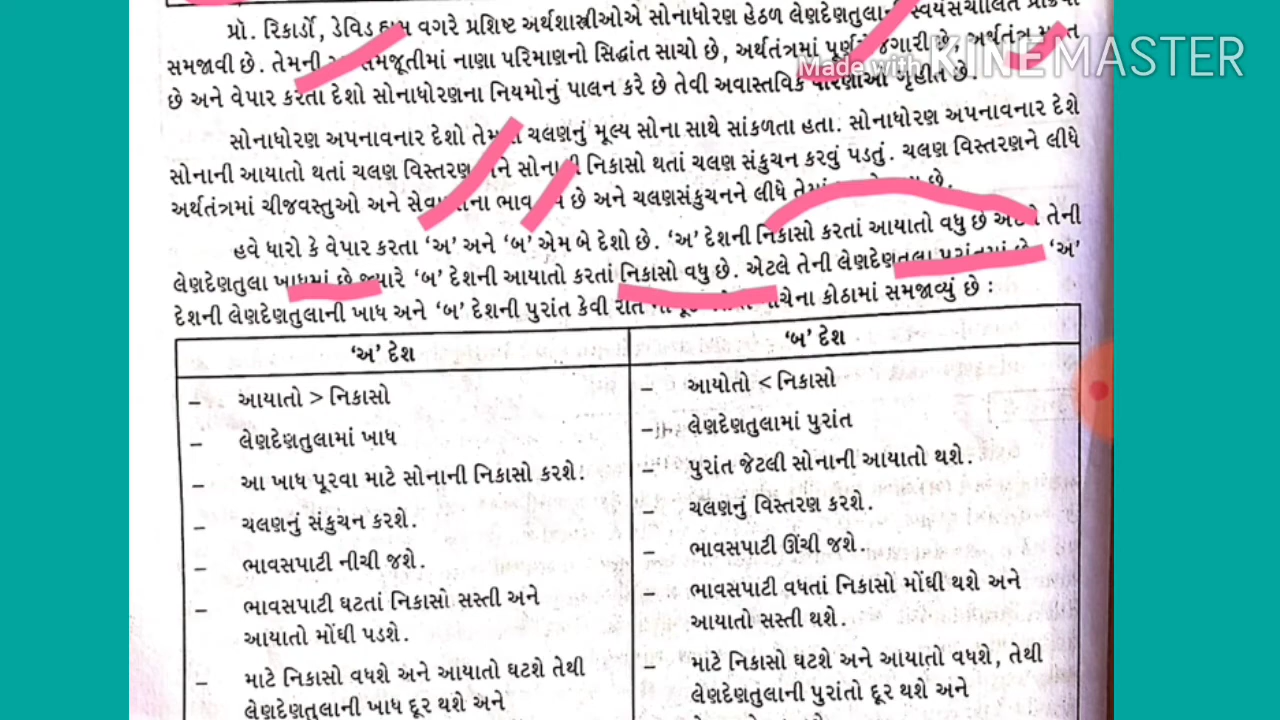 પ્રો. રિકાર્ડો, ડેવિડ હ્યુમ વગેરે પ્રશિષ્ટ અર્થશાસ્ત્રીઓએ સોનાધોરણ હેઠળ લેણદેણતુલાની સ્વયંસંચાલિત
સમજાવી છે. તેમની સમજૂતીમાં નાણા પરિમાણનો સિદ્ધાંત સાચો છે, અર્થતંત્રમાં પૂર્ણ છે, અર્થતંત્ર
Made with KINEMASTER
છે અને વેપાર કરતા દેશો સોનાધોરણના નિયમોનું પાલન કરે છે તેવી અવાસ્તવિક ગૃહીત છે.
સોનાધોરણ અપનાવનાર દેશો ચલણનું મૂલ્ય સોના સાથે સાંકળતા હતા. સોનાધોરણ અપનાવનાર દેશે
સોનાની આયાતો થતાં ચલણ વિસ્તરણ અને સોનાની નિકાસો થતાં ચલણ સંકુચન કરવું પડતું. ચલણ વિસ્તરણને લીધે
અર્થતંત્રમાં ચીજવસ્તુઓ અને ભાવ છે અને ચલણસંકુચનને લીધે છે.
હવે ધારો કે વેપાર કરતા ‘અ’ અને ‘બ’ એમ બે દેશો છે. ‘અ’ દેશની નિકાસો કરતાં આયાતો વધુ છે એટલે તેની
લેણદેણતુલા ખાધમાં છે જ્યારે ‘બ’ દેશની આયાતો કરતાં નિકાસો વધુ છે. એટલે તેની લેણદેણતુલા પુરાંતમાં છે. ‘અ’
દેશની લેણદેણતુલાની ખાધ અને ‘બ’ દેશની પુરાંત કેવી રીતે નીચેના કોઠામાં સમજાવ્યું છે :
‘અ’ દેશ
– આયાતો > નિકાસો
– લેણદેણતુલામાં ખાધ
– આ ખાધ પૂરવા માટે સોનાની નિકાસો કરશે.
– ચલણનું સંકુચન કરશે.
– ભાવસપાટી નીચી જશે.
– ભાવસપાટી ઘટતાં નિકાસો સસ્તી અને
આયાતો મોંઘી પડશે.
– માટે નિકાસો વધશે અને આયાતો ઘટશે તેથી
લેણદેણતુલાની ખાધ દૂર થશે અને
‘બ’ દેશ
– આયોતો < નિકાસો
– લેણદેણતુલામાં પુરાંત
– પુરાંત જેટલી સોનાની આયાતો થશે.
– ચલણનું વિસ્તરણ કરશે.
– ભાવસપાટી ઊંચી જશે.
– ભાવસપાટી વધતાં નિકાસો મોંઘી થશે અને
આયાતો સસ્તી થશે.
– માટે નિકાસો ઘટશે અને આયાતો વધશે, તેથી
લેણદેણતુલાની પુરાંતો દૂર થશે અને